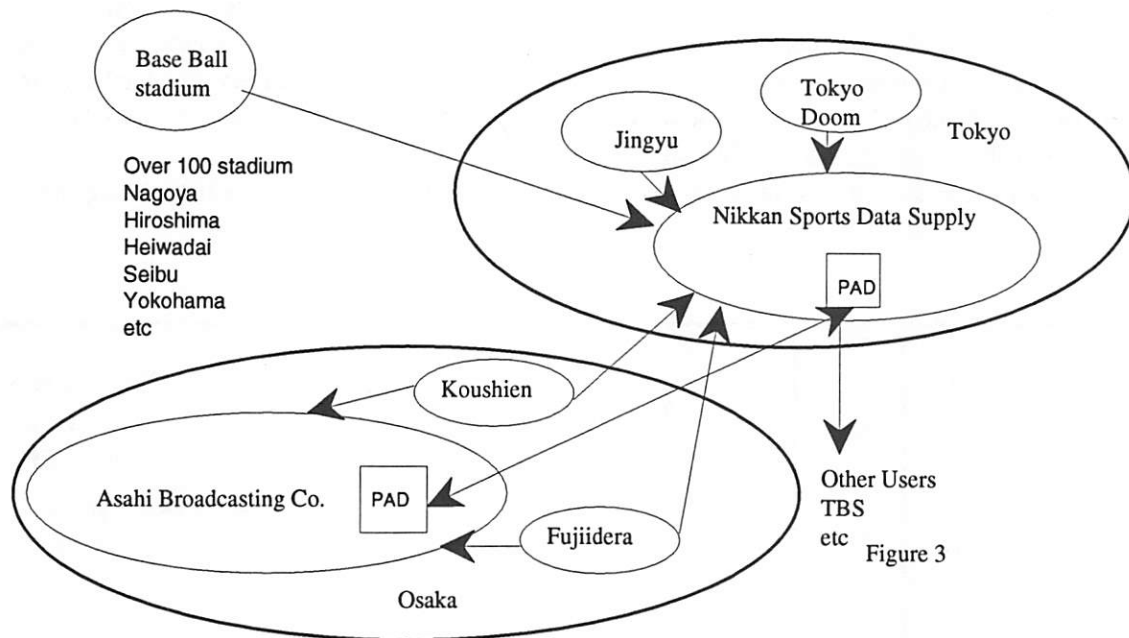 Base Ball
stadium
Over 100 stadium
Nagoya
Hiroshima
Heiwadai
Seibu
Yokohama
etc
Tokyo
Doom
Tokyo
Jingyu
Nikkan Sports Data Supply
PAD
Koushien
Asahi Broadcasting Co.
PAD
Fujiidera
Osaka
Other Users
TBS
etc
Figure 3